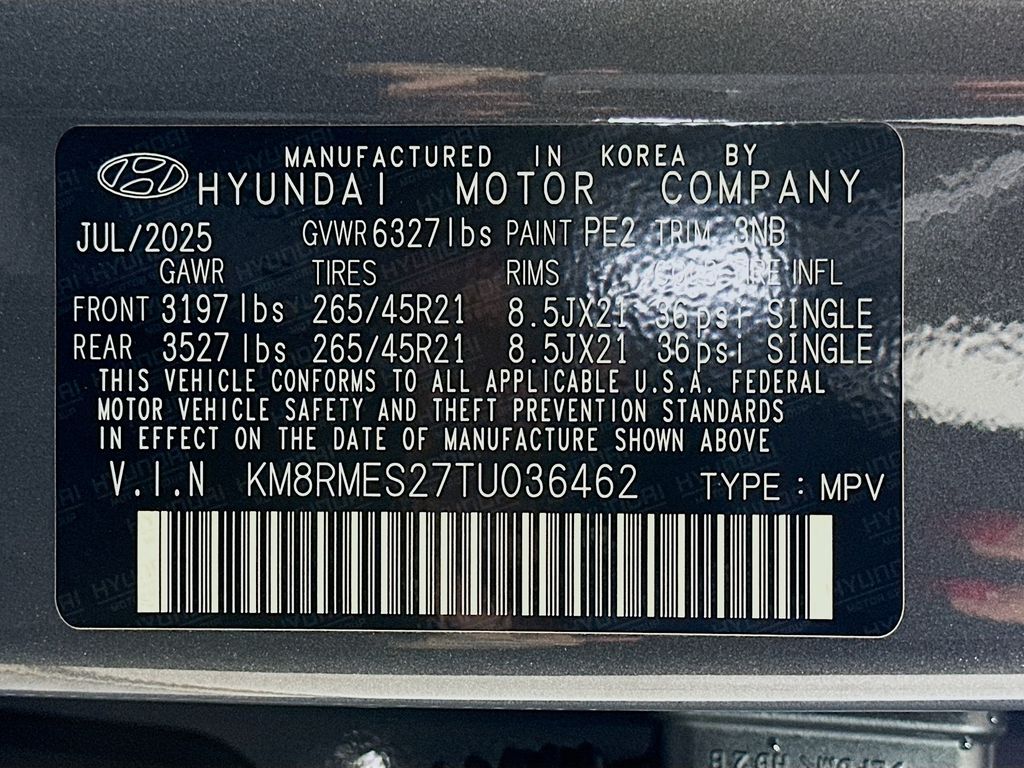 MANUFACTURED IN KOREA BY
HYUNDAI MOTOR COMPANY
JUL/2025 GVWR 6327lbs PAINT PE2 TRIM 3NB
GAWR TIRES RIMS COLD TIRE INFL
FRONT 3197lbs 265/45R21 8.5JX21 36psi SINGLE
REAR 3527lbs 265/45R21 8.5JX21 36psi SINGLE
THIS VEHICLE CONFORMS TO ALL APPLICABLE U.S.A. FEDERAL
MOTOR VEHICLE SAFETY AND THEFT PREVENTION STANDARDS
IN EFFECT ON THE DATE OF MANUFACTURE SHOWN ABOVE
V.I.N KM8RMES27TU036462 TYPE : MPV